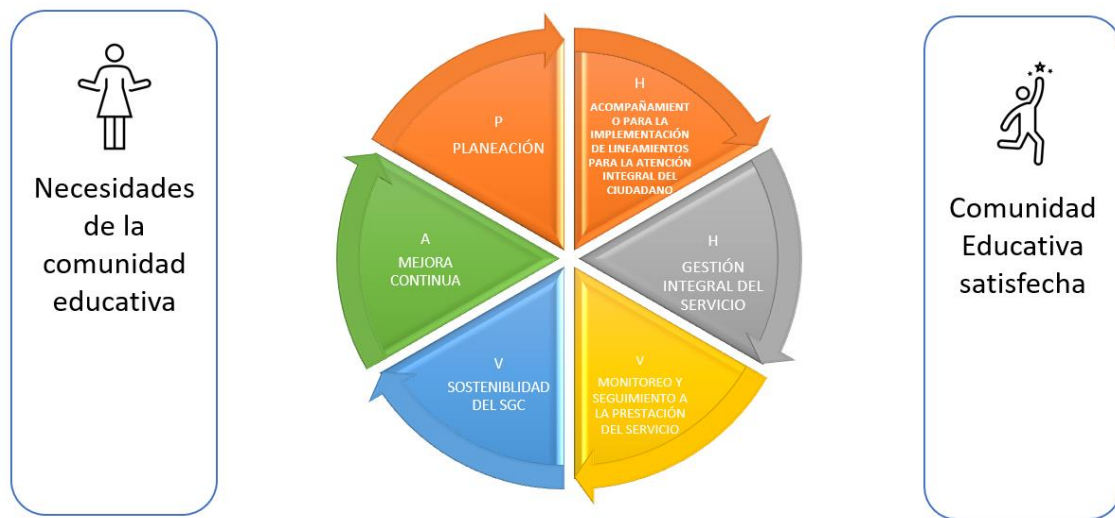 Necesidades
de la
comunidad
educativa
P
PLANEACIÓN
H
ACOMPAÑAMIENT
O PARA LA
IMPLEMENTACIÓN
DE LINEAMIENTOS
PARA LA ATENCIÓN
INTEGRAL DEL
CIUDADANO
H
GESTIÓN
INTEGRAL DEL
SERVICIO
V
MONITOREO Y
SEGUIMIENTO A
LA PRESTACIÓN
DEL SERVICIO
V
SOSTENIBLIDAD
DEL SGC
A
MEJORA
CONTINUA
Comunidad
Educativa
satisfecha